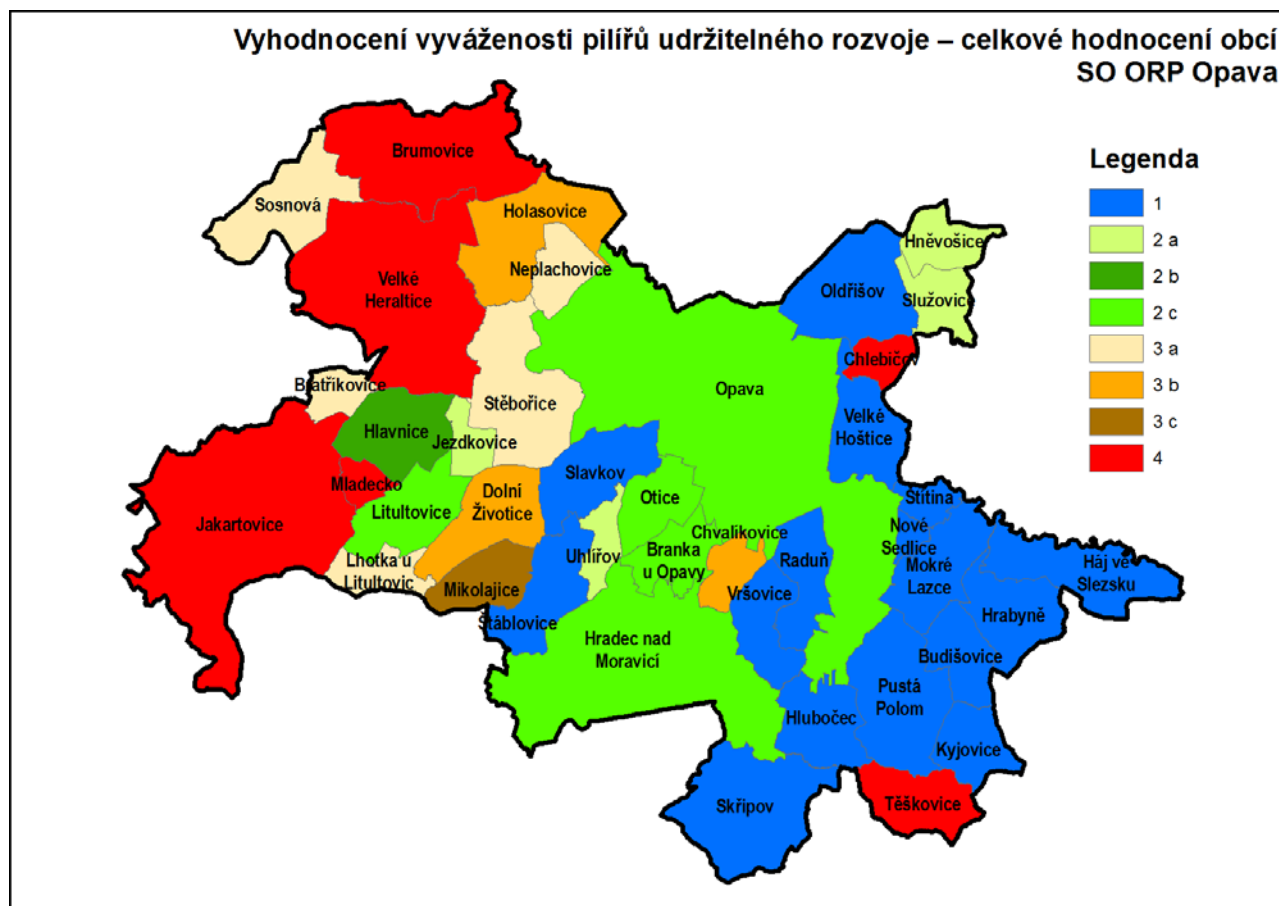 Vyhodnocení vyváženosti pilířů udržitelného rozvoje – celkové hodnocení obcí
SO ORP Opava
Legenda
1
2 a
2 b
2 c
3 a
3 b
3 c
4
Brumovice
Sosnová
Holasovice
Hněvošice
Neplachovice
Velké
Heraltice
Oldřišov
Služovice
Chlebičov
Bratříkovice
Opava
Stěbořice
Velké
Hoštice
Hlavnice
Jezdkovice
Slavkov
Mladecko
Dolní
Životice
Otice
Štítina
Litultovice
Jakartovice
Chvalikovice
Nové
Sedlice
Uhlířov
Branka
u Opavy
Raduň
Lhotka u
Litultovic
Mokré
Lazce
Háj ve
Slezsku
Mikolajice
Vršovice
Hrabyně
Štáblovice
Hradec nad
Moravicí
Budišovice
Pustá
Polom
Hlubočec
Kyjovice
Skřipov
Těškovice